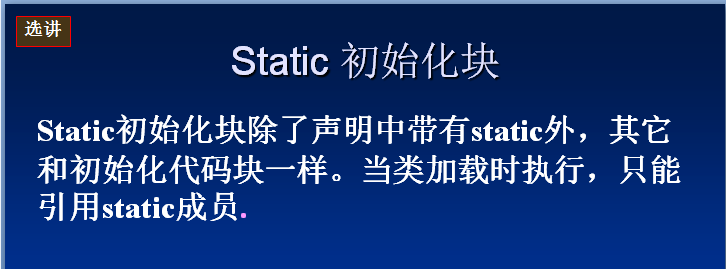 选讲
Static 初始化块
Static初始化块除了声明中带有static外，其它
和初始化代码块一样。当类加载时执行，只能
引用static成员.